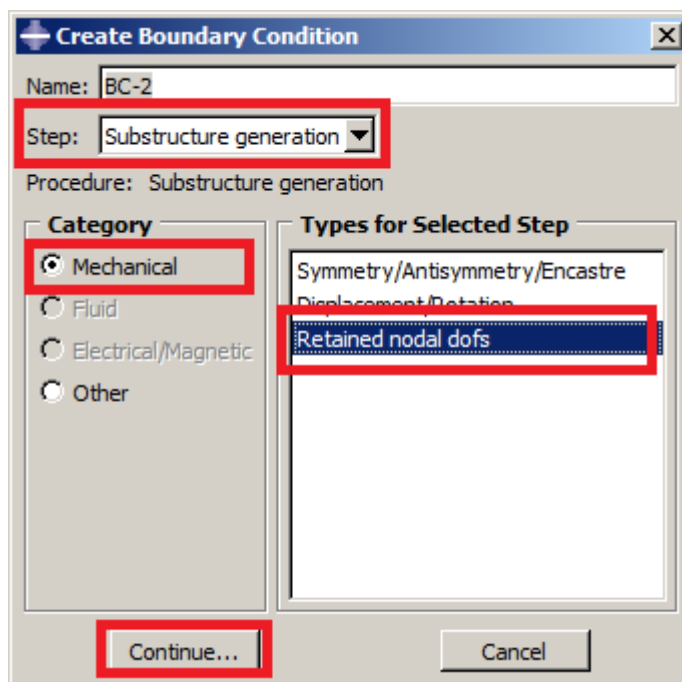 Create Boundary Condition
Name: BC-2
Step: Substructure generation
Procedure: Substructure generation
Category
Mechanical
Fluid
Electrical/Magnetic
Other
Types for Selected Step
Symmetry/Antisymmetry/Encastre
Displacement/Rotation
Retained nodal dofs
Continue...
Cancel